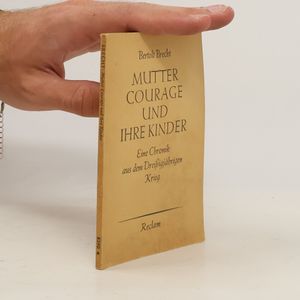 Bertolt Brecht
MUTTER
COURAGE
UND
IHRE KINDER
Eine Chronik
aus dem Dreißigjährigen
Krieg
Reclam